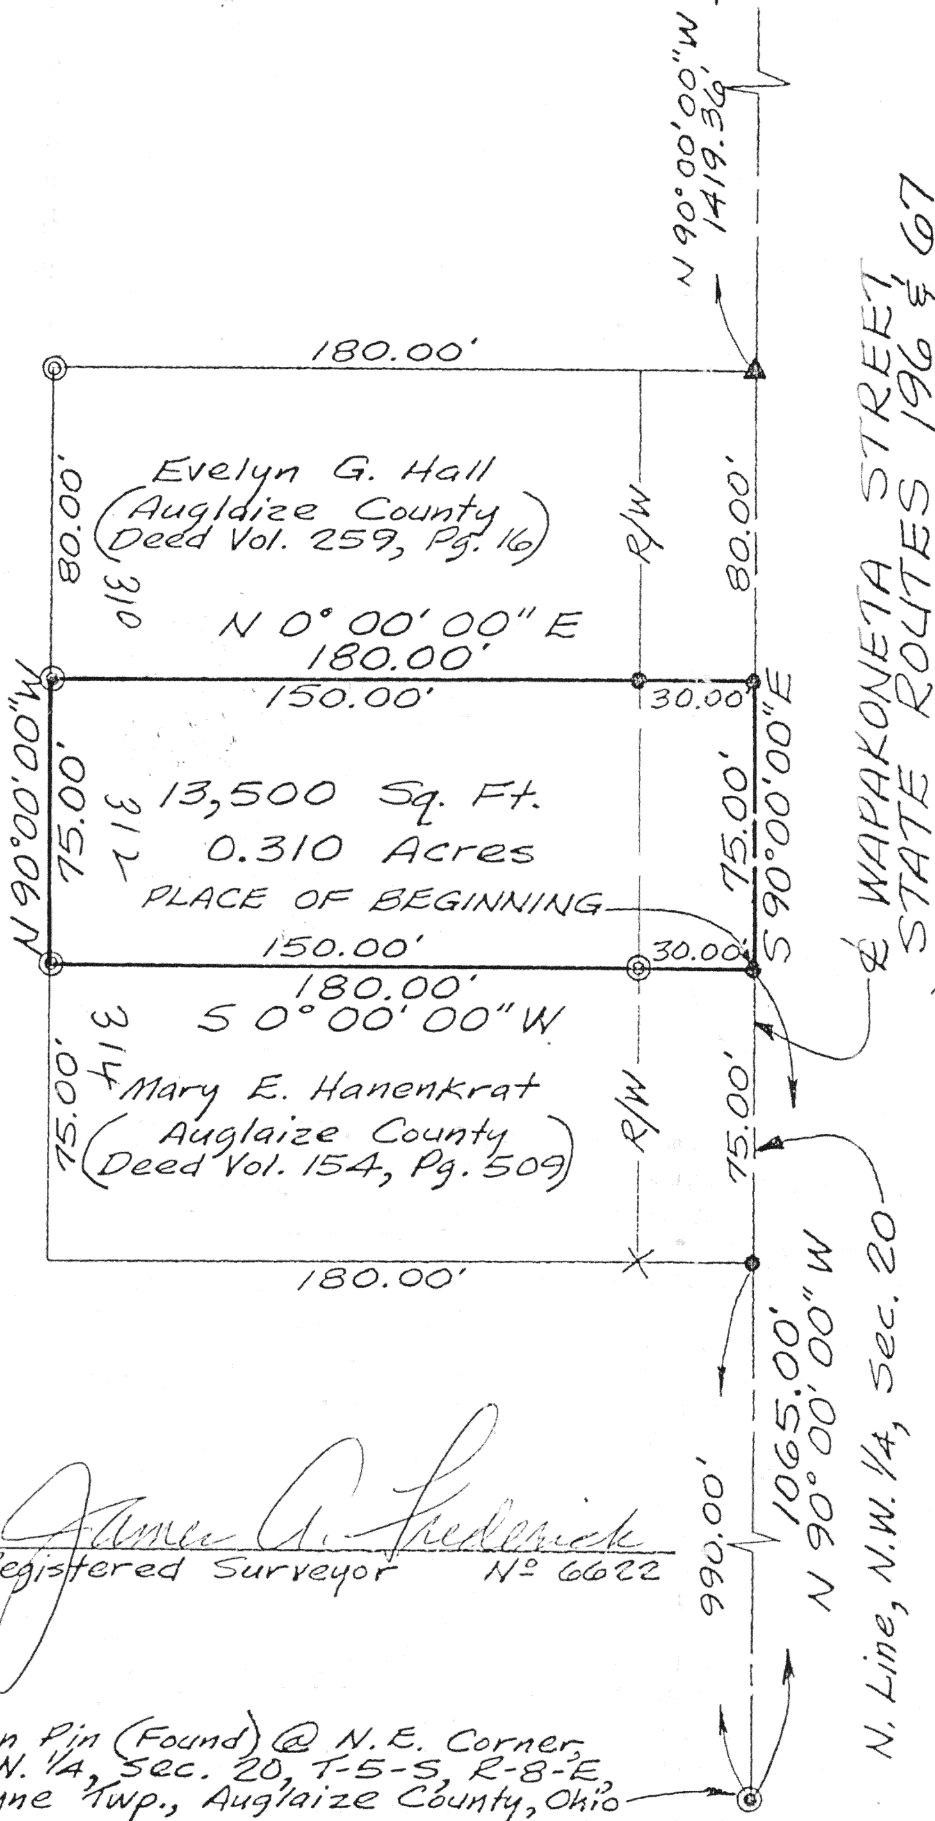 N 90° 00' 00" W
1419.36'
180.00'
80.00'
Evelyn G. Hall
(Auglaize County
Deed Vol. 259, Pg. 16)
R/W
80.00'
310
N 0° 00' 00" E
180.00'
150.00'
30.00'
N 90° 00' 00" W
75.00'
312
13,500 Sq. Ft.
0.310 Acres
PLACE OF BEGINNING
75.00'
S 90° 00' 00" E
℄ WAPAKONETA STREET
STATE ROUTES 196 & 67
150.00'
30.00'
180.00'
S 0° 00' 00" W
314
75.00'
Mary E. Hanenkrat
(Auglaize County
Deed Vol. 154, Pg. 509)
R/W
75.00'
180.00'
990.00'
1065.00'
N 90° 00' 00" W
N. Line, N.W. 1/4, Sec. 20
James A. Frederick
egistered Surveyor Nº 6622
n Pin (Found) @ N.E. Corner,
N. 1/4, Sec. 20, T-5-S, R-8-E,
yne Twp., Auglaize County, Ohio